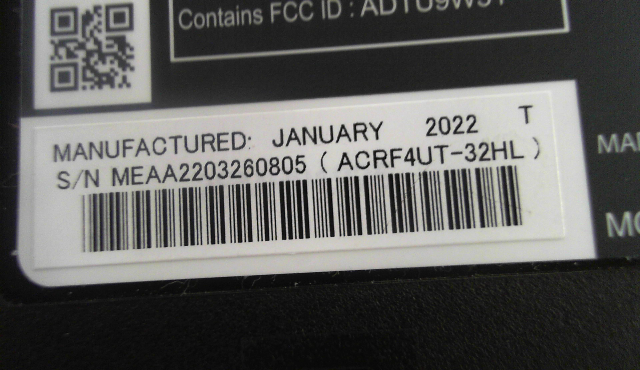 Contains FCC ID :
MANUFACTURED: JANUARY 2022 T
S/N MEAA2203260805 ( ACRF4UT-32HL )